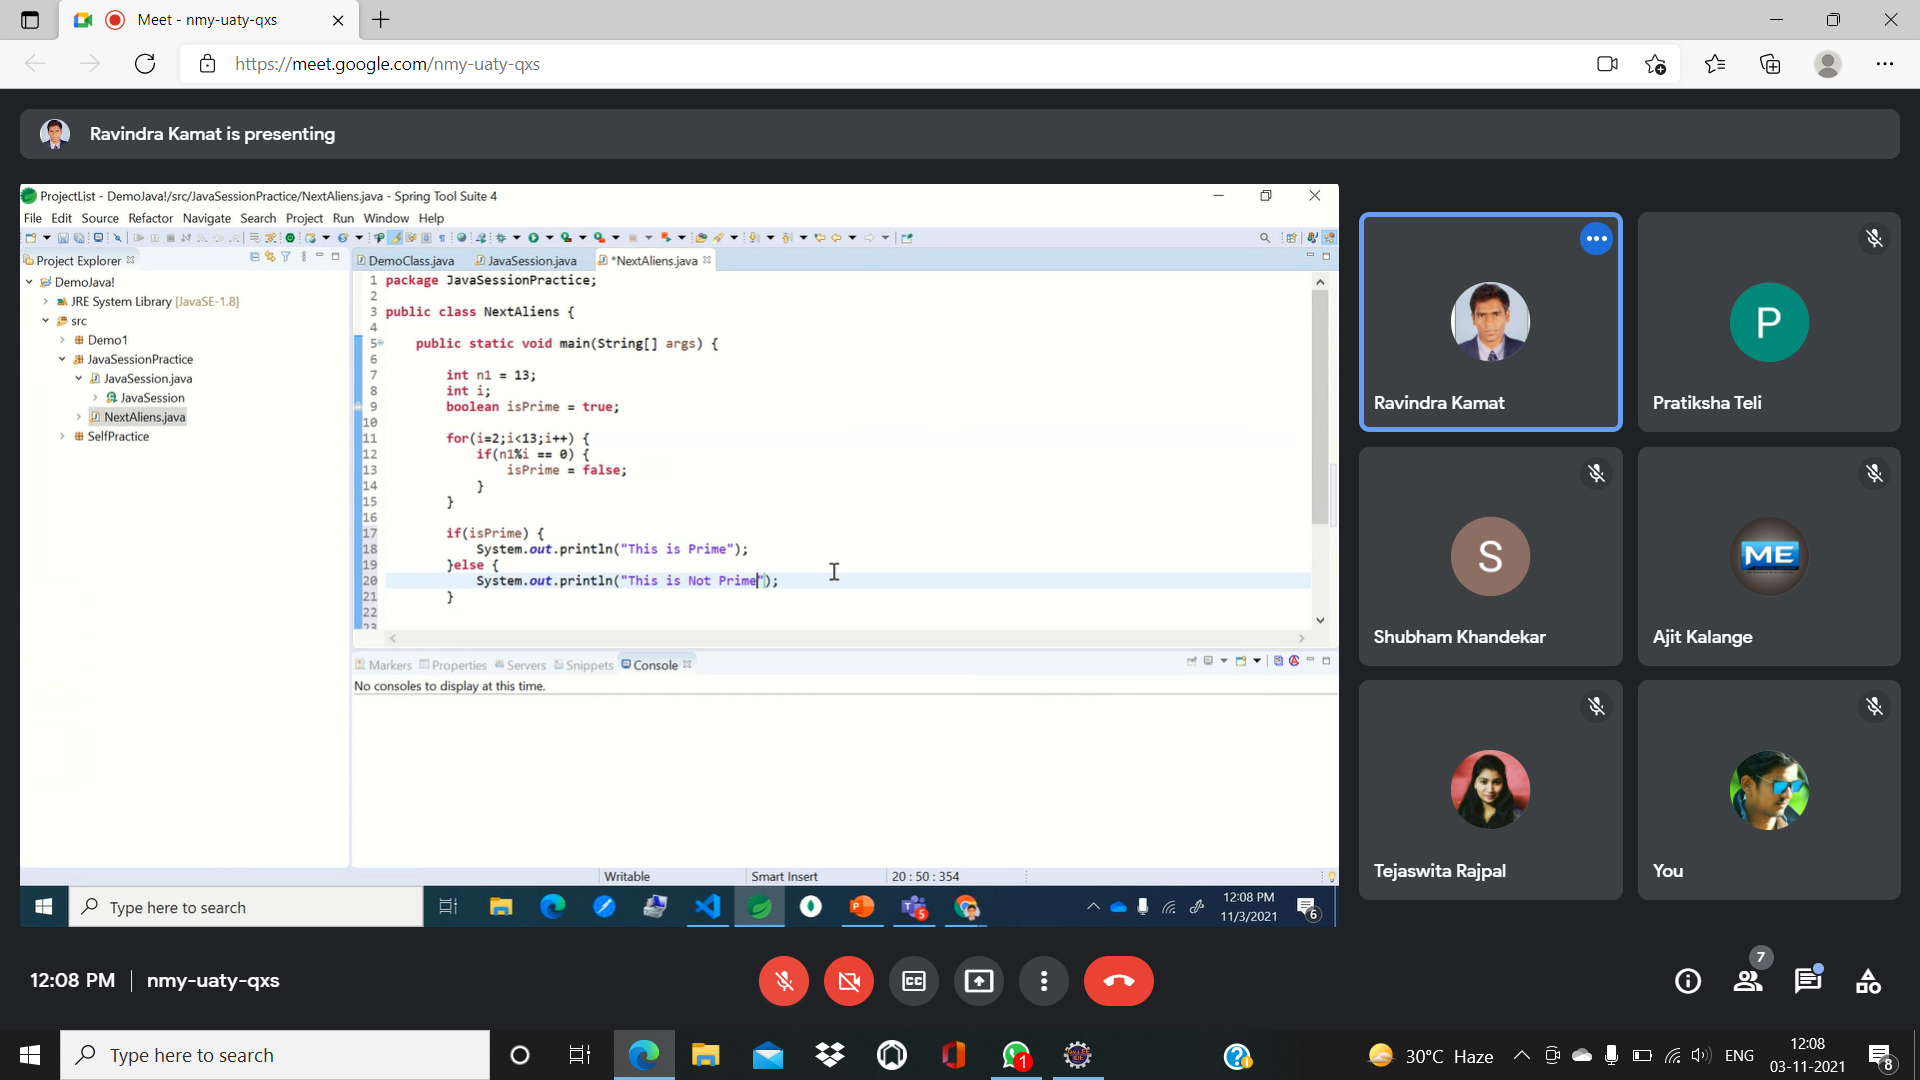 Meet - nmy-uaty-qxs
https://meet.google.com/nmy-uaty-qxs
Ravindra Kamat is presenting
ProjectList - DemoJava!/src/JavaSessionPractice/NextAliens.java - Spring Tool Suite 4
File Edit Source Refactor Navigate Search Project Run Window Help
Project Explorer
DemoJava!
JRE System Library [JavaSE-1.8]
src
Demo1
JavaSessionPractice
JavaSession.java
JavaSession
NextAliens.java
SelfPractice
DemoClass.java JavaSession.java *NextAliens.java
1 package JavaSessionPractice;
2
3 public class NextAliens {
4
5 public static void main(String[] args) {
6
7 int n1 = 13;
8 int i;
9 boolean isPrime = true;
10
11 for(i=2;i<13;i++) {
12 if(n1%i == 0) {
13 isPrime = false;
14 }
15 }
16
17 if(isPrime) {
18 System.out.println("This is Prime");
19 }else {
20 System.out.println("This is Not Prime");
21 }
22
23
Markers Properties Servers Snippets Console
No consoles to display at this time.
Writable Smart Insert 20 : 50 : 354
Type here to search
5
12:08 PM
11/3/2021
6
Ravindra Kamat
P
Pratiksha Teli
S
Shubham Khandekar
ME
Ajit Kalange
Tejaswita Rajpal
You
12:08 PM | nmy-uaty-qxs
CC
7
Type here to search
1
30°C Haze
ENG
12:08
03-11-2021
8